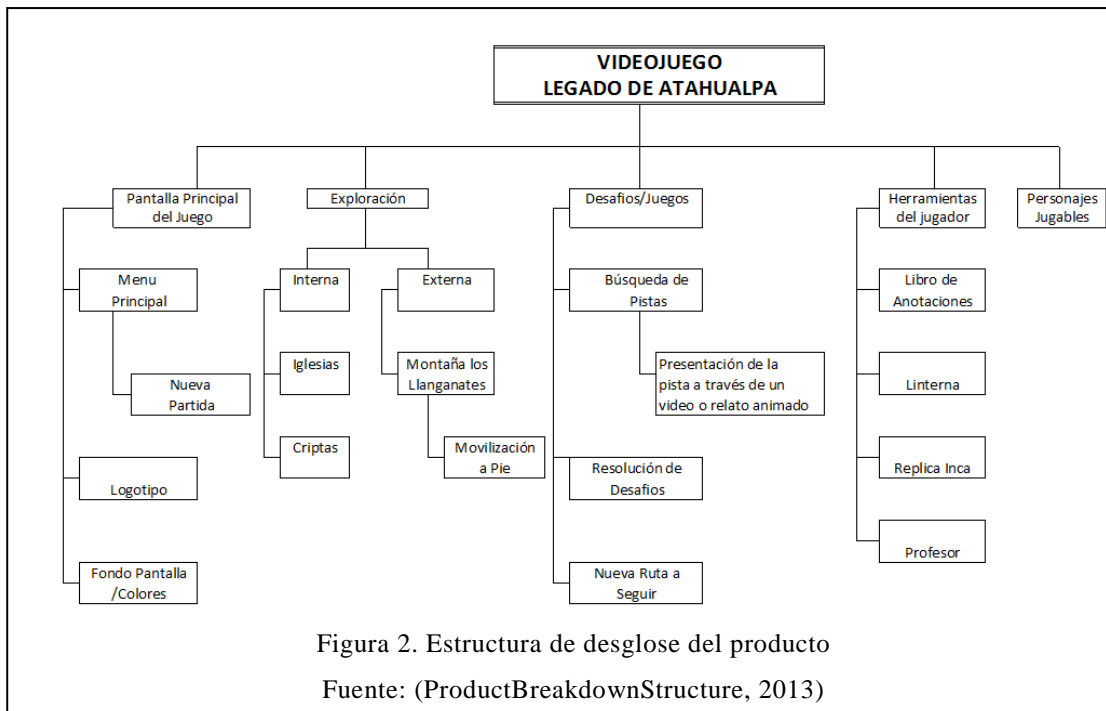 VIDEOJUEGO
LEGADO DE ATAHUALPA
Pantalla Principal
del Juego
Exploración
Desafios/Juegos
Herramientas
del jugador
Personajes
Jugables
Menu
Principal
Interna
Externa
Búsqueda de
Pistas
Libro de
Anotaciones
Nueva
Partida
Iglesias
Montaña los
Llanganates
Presentación de la
pista a través de un
video o relato animado
Linterna
Logotipo
Criptas
Movilización
a Pie
Resolución de
Desafios
Replica Inca
Fondo Pantalla
/Colores
Nueva Ruta a
Seguir
Profesor
Figura 2. Estructura de desglose del producto
Fuente: (ProductBreakdownStructure, 2013)